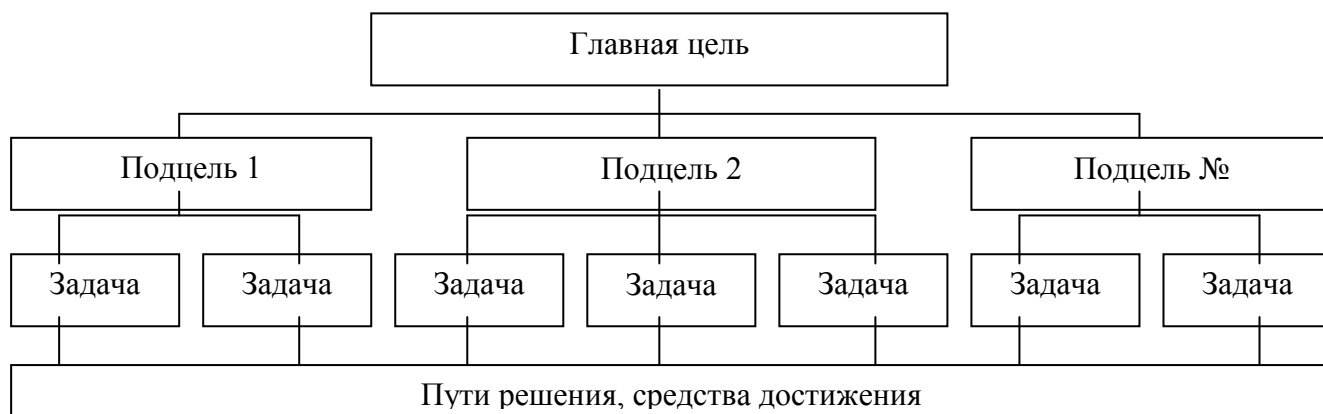 Главная цель
Подцель 1
Подцель 2
Подцель №
Задача
Задача
Задача
Задача
Задача
Задача
Задача
Пути решения, средства достижения